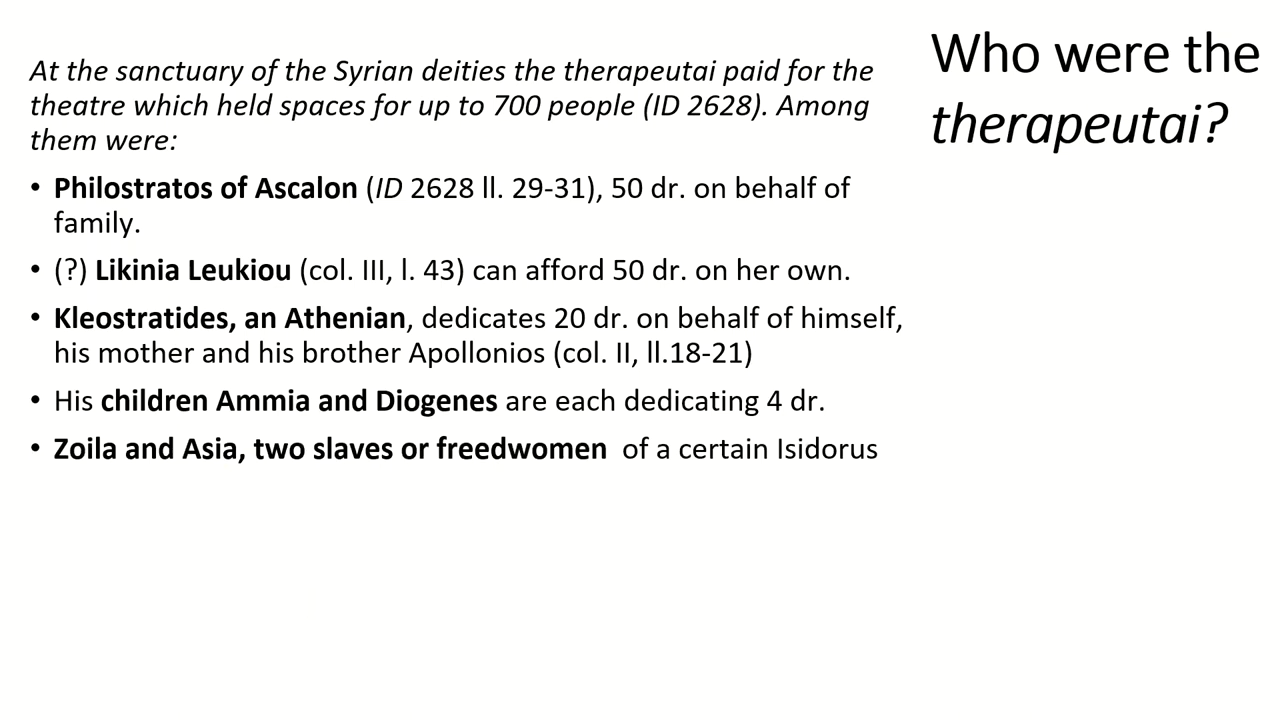 Who were the
therapeutai?
At the sanctuary of the Syrian deities the therapeutai paid for the
theatre which held spaces for up to 700 people (ID 2628). Among
them were:
• Philostratos of Ascalon (ID 2628 ll. 29-31), 50 dr. on behalf of
family.
• (?) Likinia Leukiou (col. III, l. 43) can afford 50 dr. on her own.
• Kleostratides, an Athenian, dedicates 20 dr. on behalf of himself,
his mother and his brother Apollonios (col. II, ll.18-21)
• His children Ammia and Diogenes are each dedicating 4 dr.
• Zoila and Asia, two slaves or freedwomen of a certain Isidorus